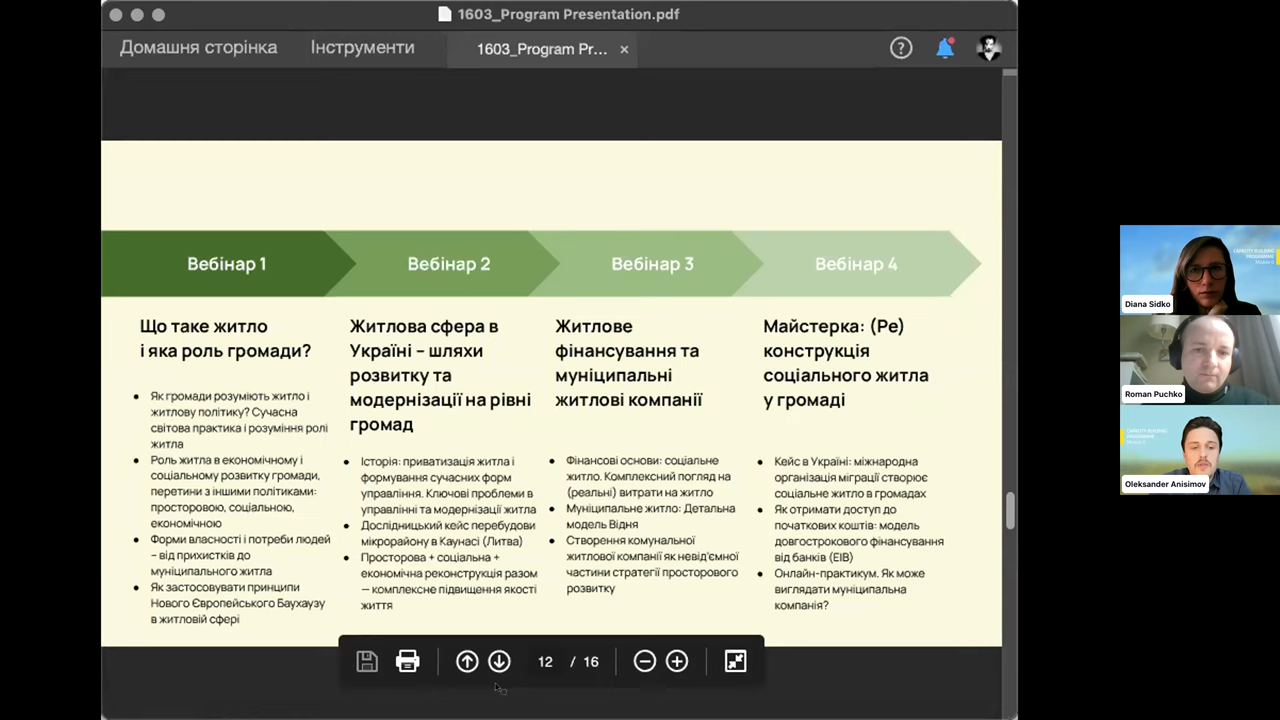 1603_Program Presentation.pdf
Домашня сторінка
Інструменти
1603_Program Pr...
Вебінар 1
Вебінар 2
Вебінар 3
Вебінар 4
Що таке житло
і яка роль громади?
Як громади розуміють житло і
житлову політику? Сучасна
світова практика і розуміння ролі
житла
Роль житла в економічному і
соціальному розвитку громади,
перетини з іншими політиками:
просторовою, соціальною,
економічною
Форми власності і потреби людей
– від прихистків до
муніципального житла
Як застосовувати принципи
Нового Європейського Баухаузу
в житловій сфері
Житлова сфера в
Україні – шляхи
розвитку та
модернізації на рівні
громад
Історія: приватизація житла і
формування сучасних форм
управління. Ключові проблеми в
управлінні та модернізації житла
Дослідницький кейс перебудови
мікрорайону в Каунасі (Литва)
Просторова + соціальна +
економічна реконструкція разом
— комплексне підвищення якості
життя
Житлове
фінансування та
муніципальні
житлові компанії
Фінансові основи: соціальне
житло. Комплексний погляд на
(реальні) витрати на житло
Муніципальне житло: Детальна
модель Відня
Створення комунальної
житлової компанії як невід'ємної
частини стратегії просторового
розвитку
Майстерка: (Ре)
конструкція
соціального житла
у громаді
Кейс в Україні: міжнародна
організація міграції створює
соціальне житло в громадах
Як отримати доступ до
початкових коштів: модель
довгострокового фінансування
від банків (ЕІВ)
Онлайн-практикум. Як може
виглядати муніципальна
компанія?
12 / 16
CAPACITY BUILDING
PROGRAMME
Diana Sidko
Roman Puchko
CAPACITY BUILDING
PROGRAMME
Oleksander Anisimov